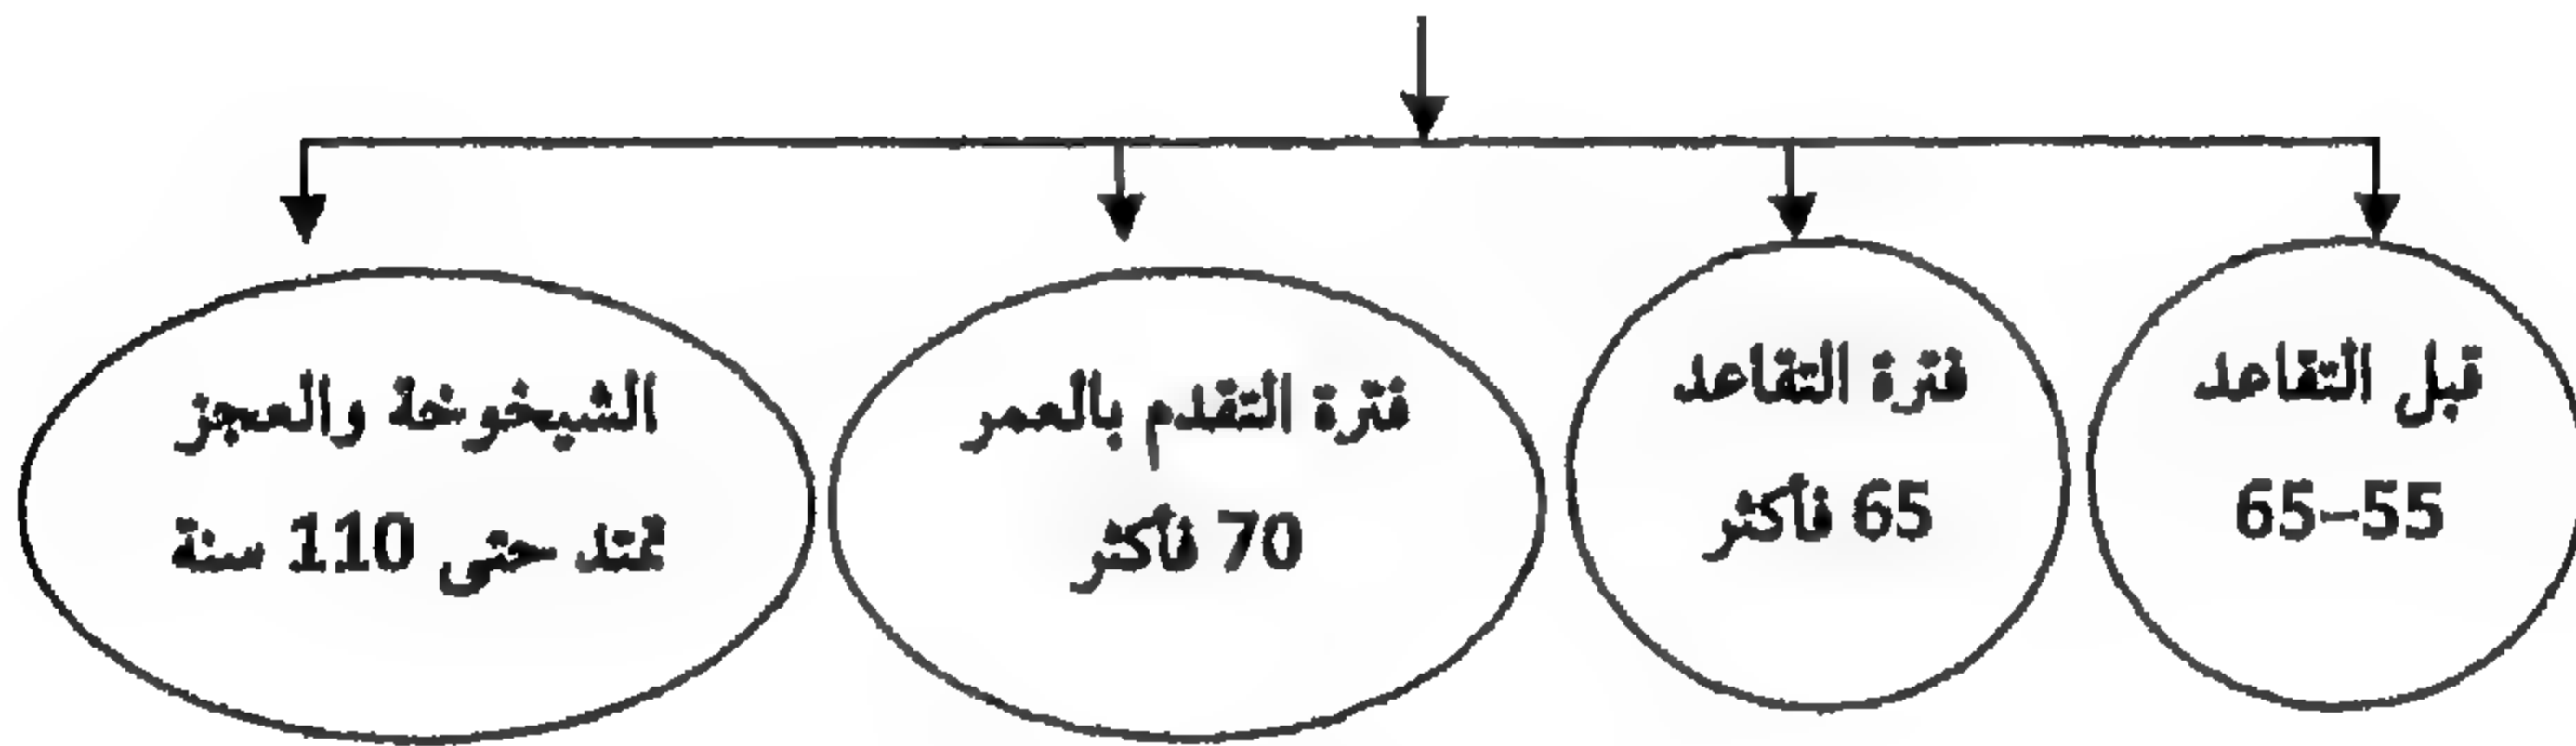 قبل التقاعد
65–55
فترة التقاعد
65 فأكثر
فترة التقدم بالعمر
70 فأكثر
الشيخوخة والعجز
تمتد حتى 110 سنة